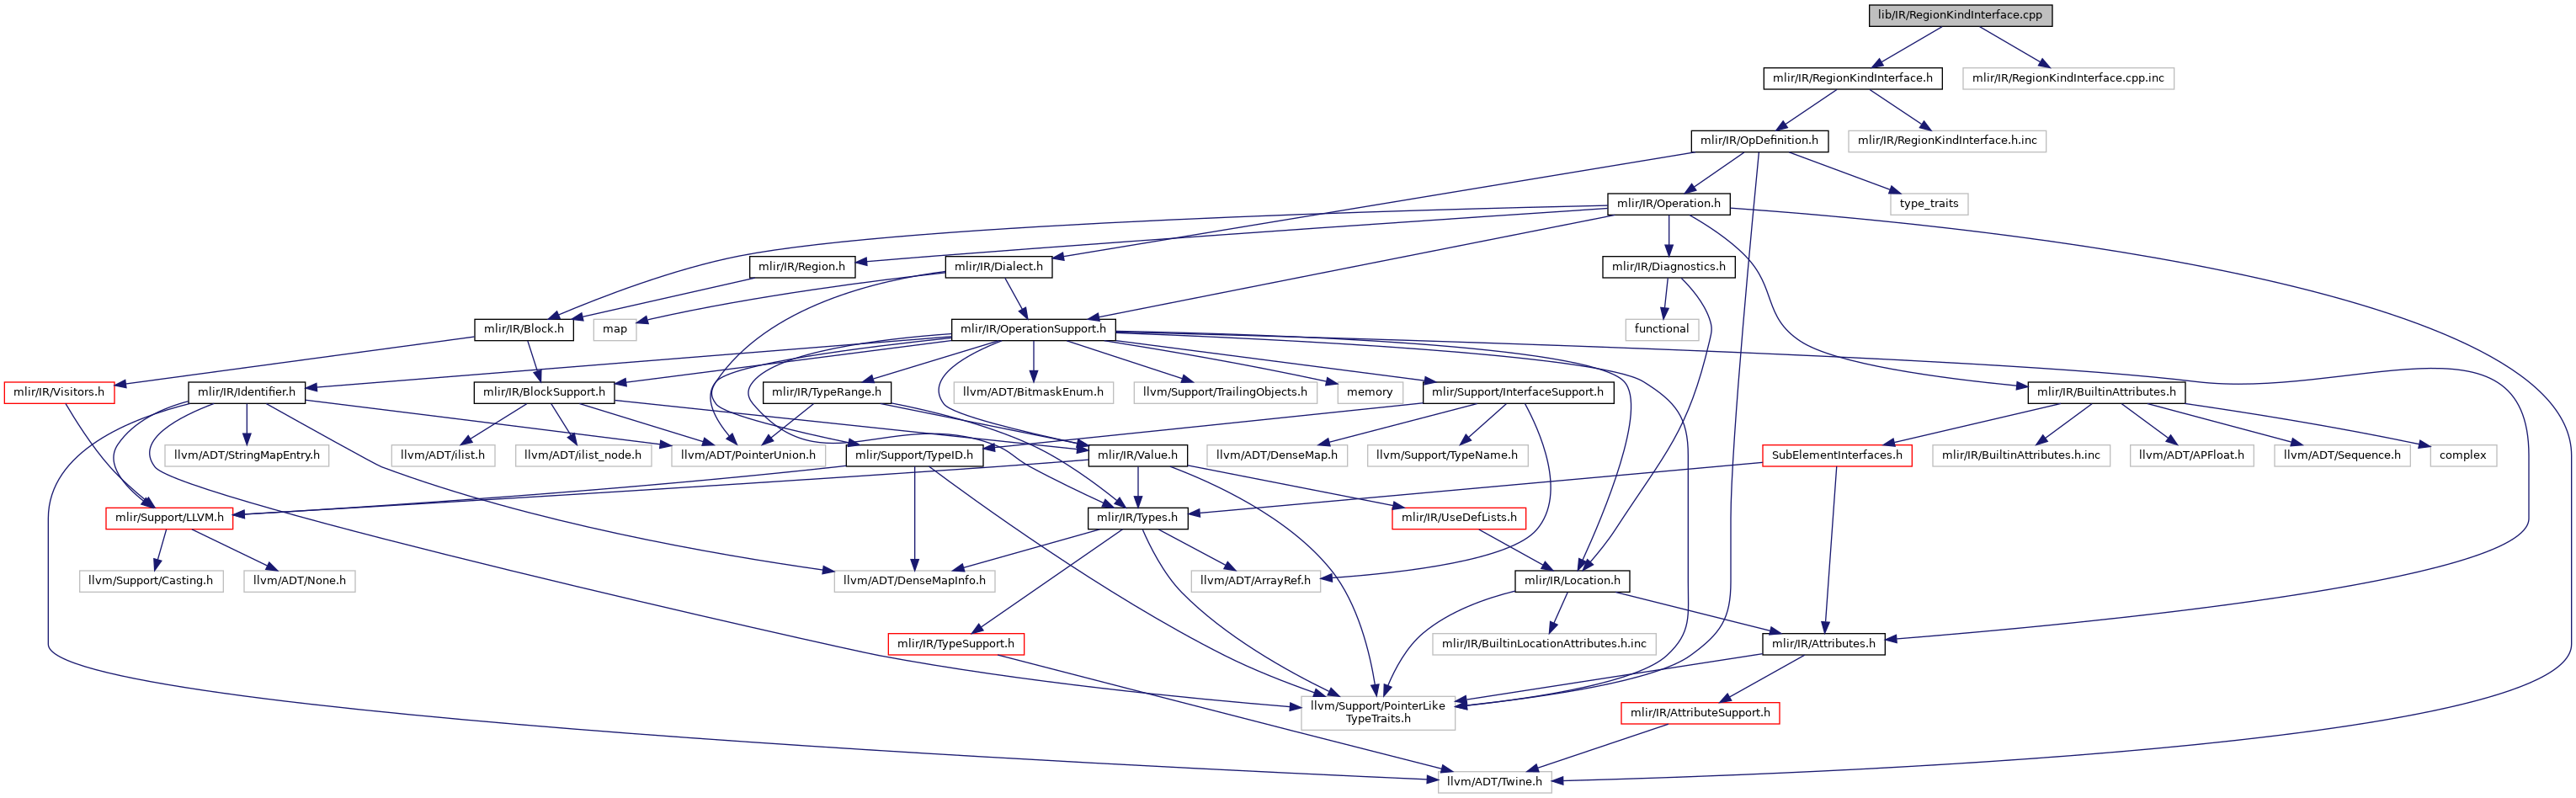 lib/IR/RegionKindInterface.cpp
mlir/IR/RegionKindInterface.h
mlir/IR/RegionKindInterface.cpp.inc
mlir/IR/OpDefinition.h
mlir/IR/RegionKindInterface.h.inc
mlir/IR/Operation.h
type_traits
mlir/IR/Region.h
mlir/IR/Dialect.h
mlir/IR/Diagnostics.h
mlir/IR/Block.h
map
mlir/IR/OperationSupport.h
functional
mlir/IR/Visitors.h
mlir/IR/Identifier.h
mlir/IR/BlockSupport.h
mlir/IR/TypeRange.h
llvm/ADT/BitmaskEnum.h
llvm/Support/TrailingObjects.h
memory
mlir/Support/InterfaceSupport.h
mlir/IR/BuiltinAttributes.h
llvm/ADT/StringMapEntry.h
llvm/ADT/ilist.h
llvm/ADT/ilist_node.h
llvm/ADT/PointerUnion.h
mlir/Support/TypeID.h
mlir/IR/Value.h
llvm/ADT/DenseMap.h
llvm/Support/TypeName.h
SubElementInterfaces.h
mlir/IR/BuiltinAttributes.h.inc
llvm/ADT/APFloat.h
llvm/ADT/Sequence.h
complex
mlir/Support/LLVM.h
mlir/IR/Types.h
mlir/IR/UseDefLists.h
llvm/Support/Casting.h
llvm/ADT/None.h
llvm/ADT/DenseMapInfo.h
llvm/ADT/ArrayRef.h
mlir/IR/Location.h
mlir/IR/TypeSupport.h
mlir/IR/BuiltinLocationAttributes.h.inc
mlir/IR/Attributes.h
llvm/Support/PointerLike
TypeTraits.h
mlir/IR/AttributeSupport.h
llvm/ADT/Twine.h